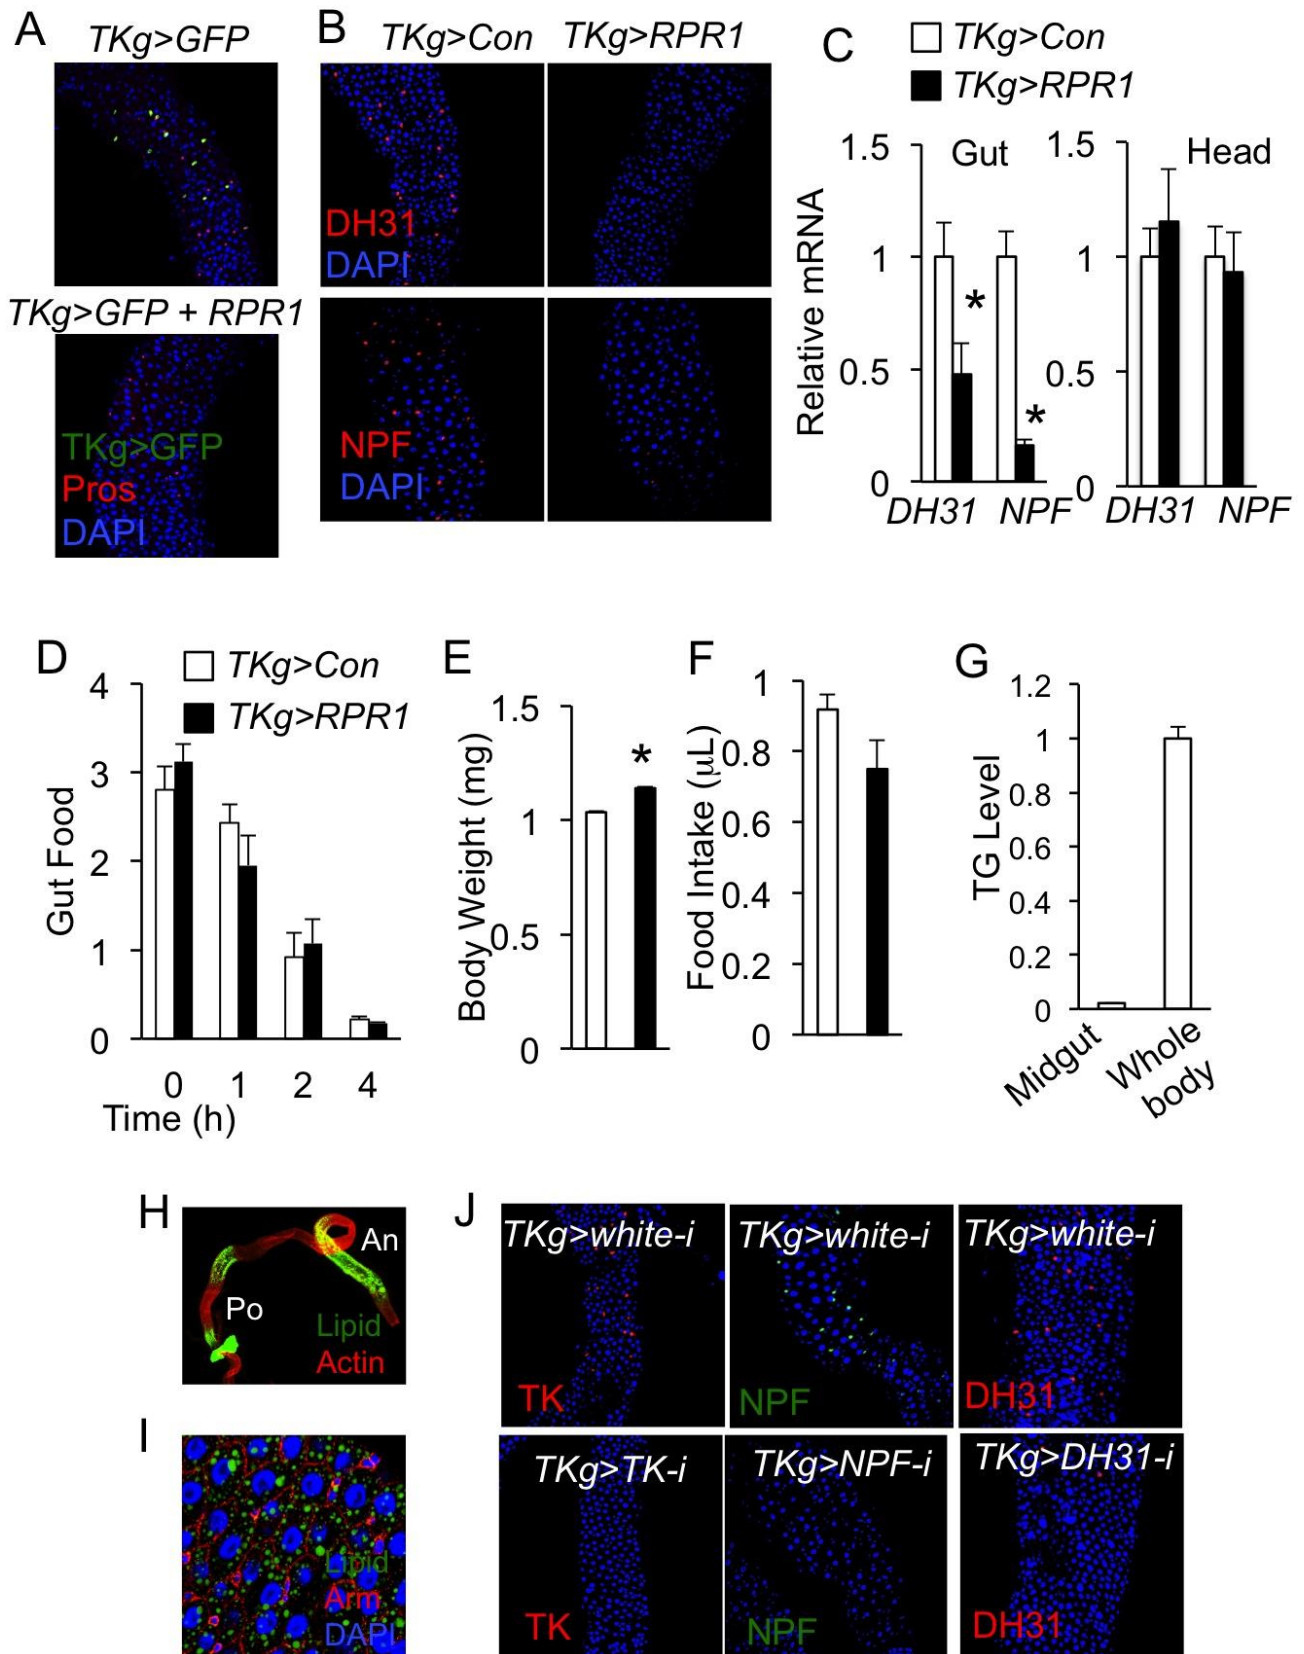 A
TKg>GFP
TKg>GFP + RPR1
TKg>GFP
Pros
DAPI
B
TKg>Con
TKg>RPR1
DH31
DAPI
NPF
DAPI
C
TKg>Con
TKg>RPR1
Relative mRNA
1.5
1
0.5
0
Gut
*
*
DH31
NPF
1.5
1
0.5
0
Head
DH31
NPF
D
TKg>Con
TKg>RPR1
Gut Food
4
3
2
1
0
0
1
2
4
Time (h)
E
Body Weight (mg)
1.5
1
0.5
0
*
F
Food Intake (μL)
1
0.8
0.6
0.4
0.2
0
G
TG Level
1.2
1
0.8
0.6
0.4
0.2
0
Midgut
Whole
body
H
An
Po
Lipid
Actin
I
Lipid
Arm
DAPI
J
TKg>white-i
TK
TKg>white-i
NPF
TKg>white-i
DH31
TKg>TK-i
TK
TKg>NPF-i
NPF
TKg>DH31-i
DH31